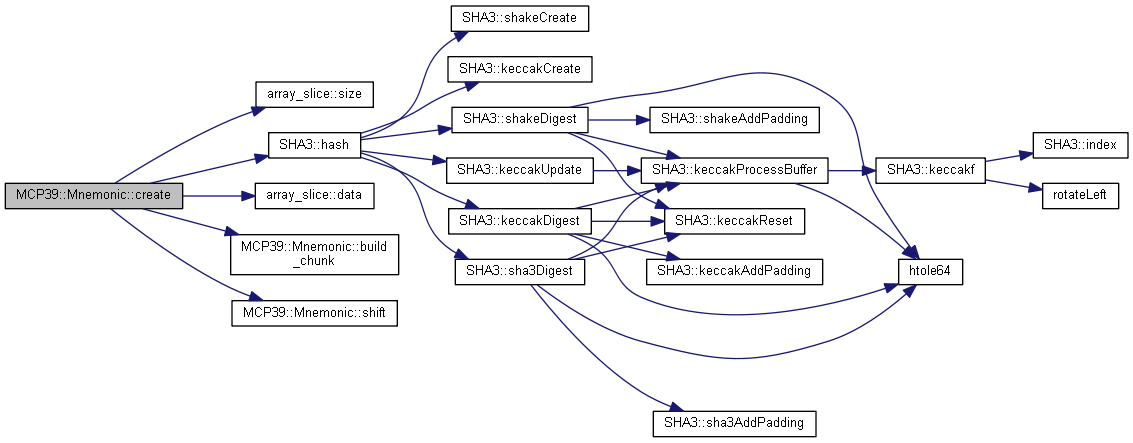 SHA3::shakeCreate
SHA3::keccakCreate
array_slice::size
SHA3::shakeDigest
SHA3::shakeAddPadding
SHA3::hash
SHA3::index
SHA3::keccakUpdate
SHA3::keccakProcessBuffer
SHA3::keccakf
MCP39::Mnemonic::create
array_slice::data
rotateLeft
SHA3::keccakDigest
SHA3::keccakReset
MCP39::Mnemonic::build
_chunk
SHA3::sha3Digest
SHA3::keccakAddPadding
htole64
MCP39::Mnemonic::shift
SHA3::sha3AddPadding